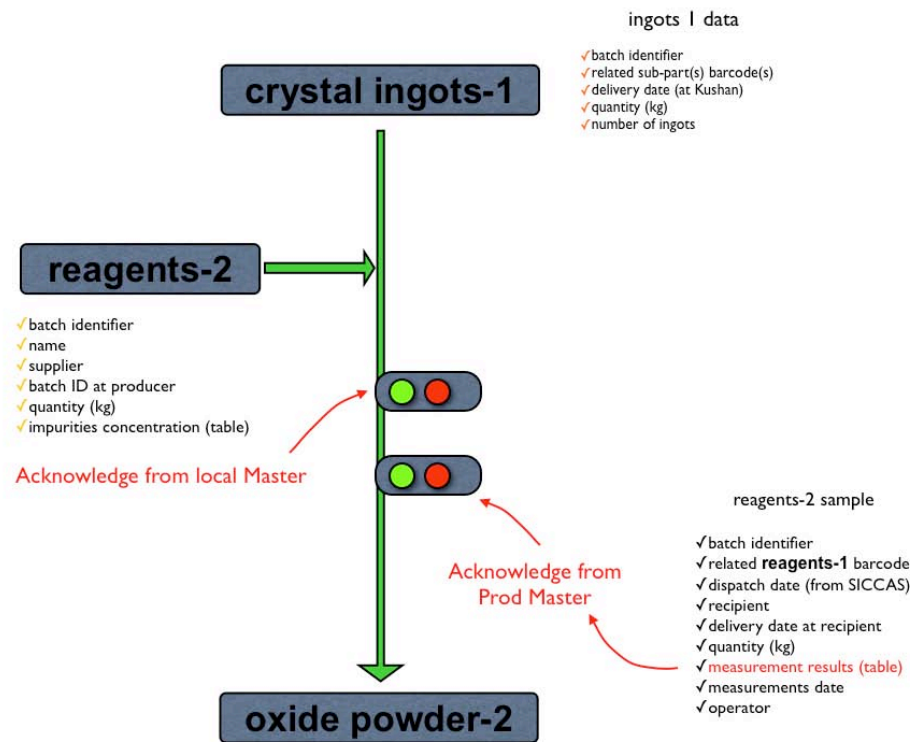 ingots 1 data
✓batch identifier
✓related sub-part(s) barcode(s)
✓delivery date (at Kushan)
✓quantity (kg)
✓number of ingots
crystal ingots-1
reagents-2
✓batch identifier
✓name
✓supplier
✓batch ID at producer
✓quantity (kg)
✓impurities concentration (table)
Acknowledge from local Master
Acknowledge from
Prod Master
reagents-2 sample
✓batch identifier
✓related reagents-1 barcode
✓dispatch date (from SICCAS)
✓recipient
✓delivery date at recipient
✓quantity (kg)
✓measurement results (table)
✓measurements date
✓operator
oxide powder-2